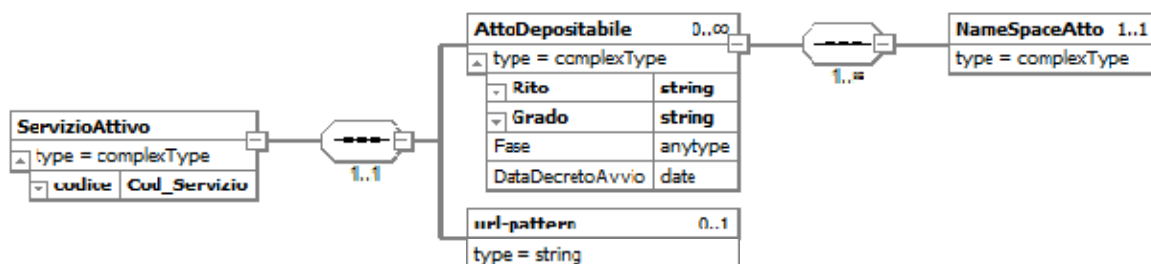 ServizioAttivo
type = complexType
codice Cod_Servizio
1..1
AttoDepositabile 0..∞
type = complexType
Rito string
Grado string
Fase anytype
DataDecretoAvvio date
url-pattern 0..1
type = string
1..∞
NameSpaceAtto 1..1
type = complexType